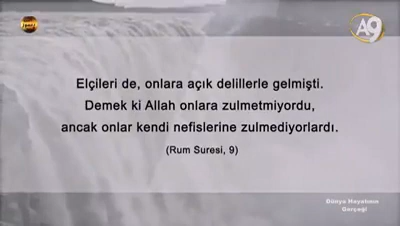 A9
Elçileri de, onlara açık delillerle gelmişti.
Demek ki Allah onlara zulmetmiyordu,
ancak onlar kendi nefislerine zulmediyorlardı.
(Rum Suresi, 9)
Dünya Hayatının
Gerçeği